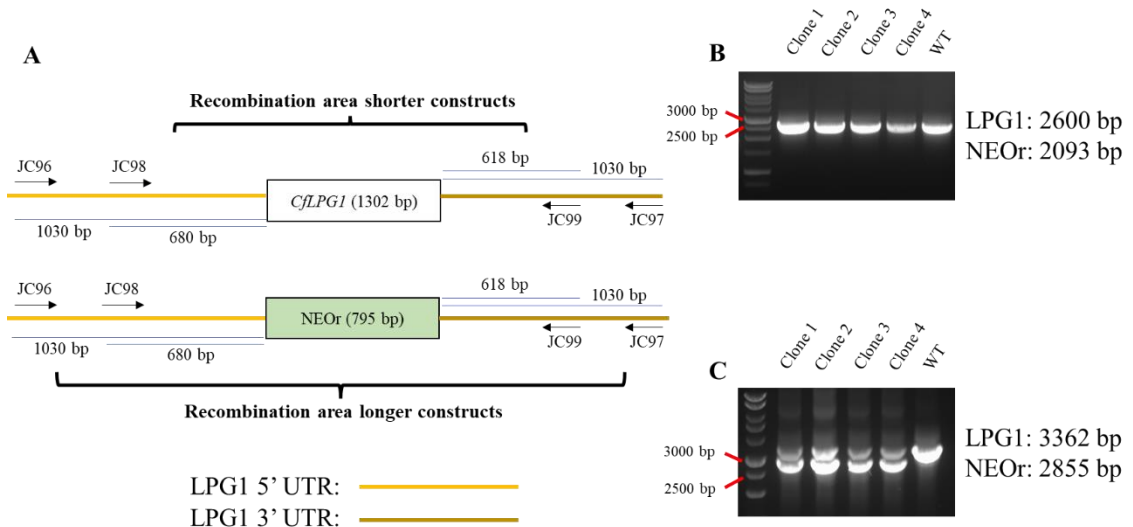 A
Recombination area shorter constructs
JC96
JC98
618 bp
1030 bp
CfLPG1 (1302 bp)
1030 bp
680 bp
JC99
JC97
JC96
JC98
618 bp
1030 bp
NEOr (795 bp)
1030 bp
680 bp
JC99
JC97
Recombination area longer constructs
LPG1 5’ UTR:
LPG1 3’ UTR:
B
Clone 1
Clone 2
Clone 3
Clone 4
WT
3000 bp
2500 bp
LPG1: 2600 bp
NEOr: 2093 bp
C
Clone 1
Clone 2
Clone 3
Clone 4
WT
3000 bp
2500 bp
LPG1: 3362 bp
NEOr: 2855 bp